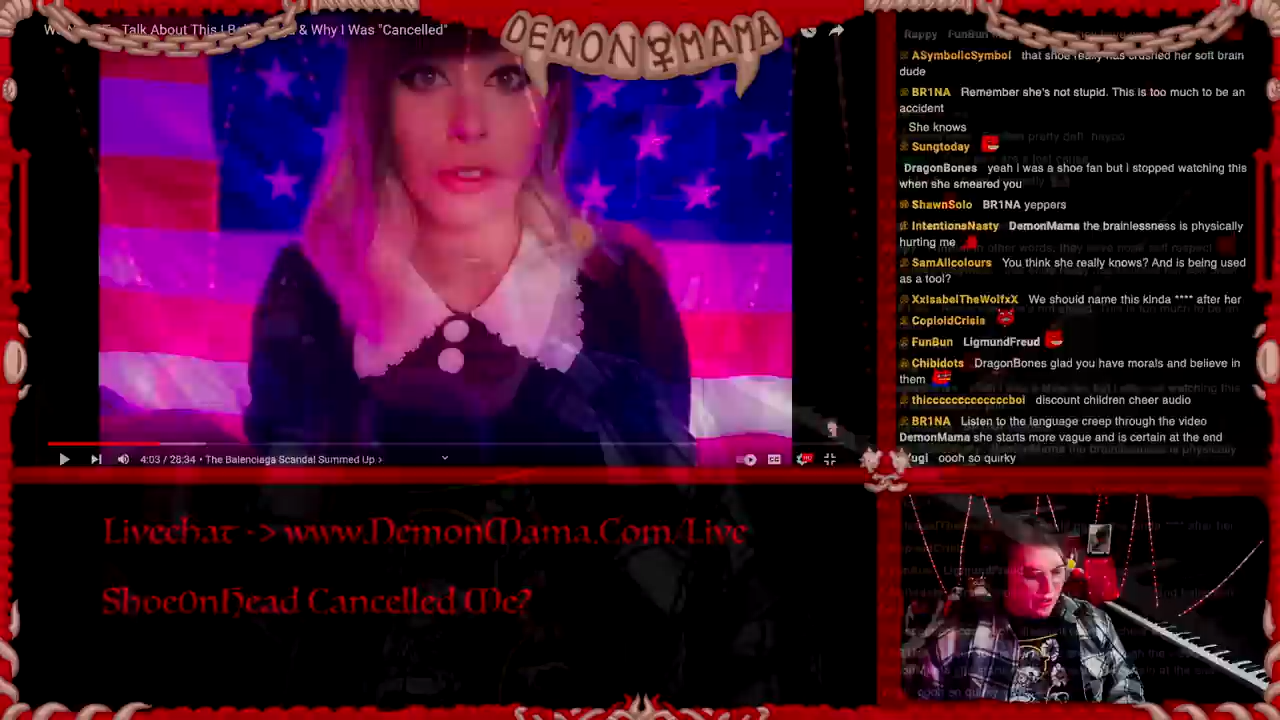 Talk About This | & Why I Was "Cancelled"
DEMON MAMA
ASymbolicSymbol that shoe really has crushed her soft brain
dude
BR1NA Remember she's not stupid. This is too much to be an
accident
She knows
Sungtoday
DragonBones yeah i was a shoe fan but i stopped watching this
when she smeared you
ShawnSolo BR1NA yeppers
IntentionsNasty DemonMama the brainlessness is physically
hurting me
SamAllcolours You think she really knows? And is being used
as a tool?
XxIsabelTheWolfxX We should name this kinda **** after her
CopioidCrisis
FunBun LigmundFreud
Chibidots DragonBones glad you have morals and believe in
them
thiccccccccccccboi discount children cheer audio
BR1NA Listen to the language creep through the video
DemonMama she starts more vague and is certain at the end
oooh so quirky
4:03 / 28:34 • The Balenciaga Scandal Summed Up >
Livechat -> www.DemonMama.Com/Live
ShoeOnHead Cancelled Me?